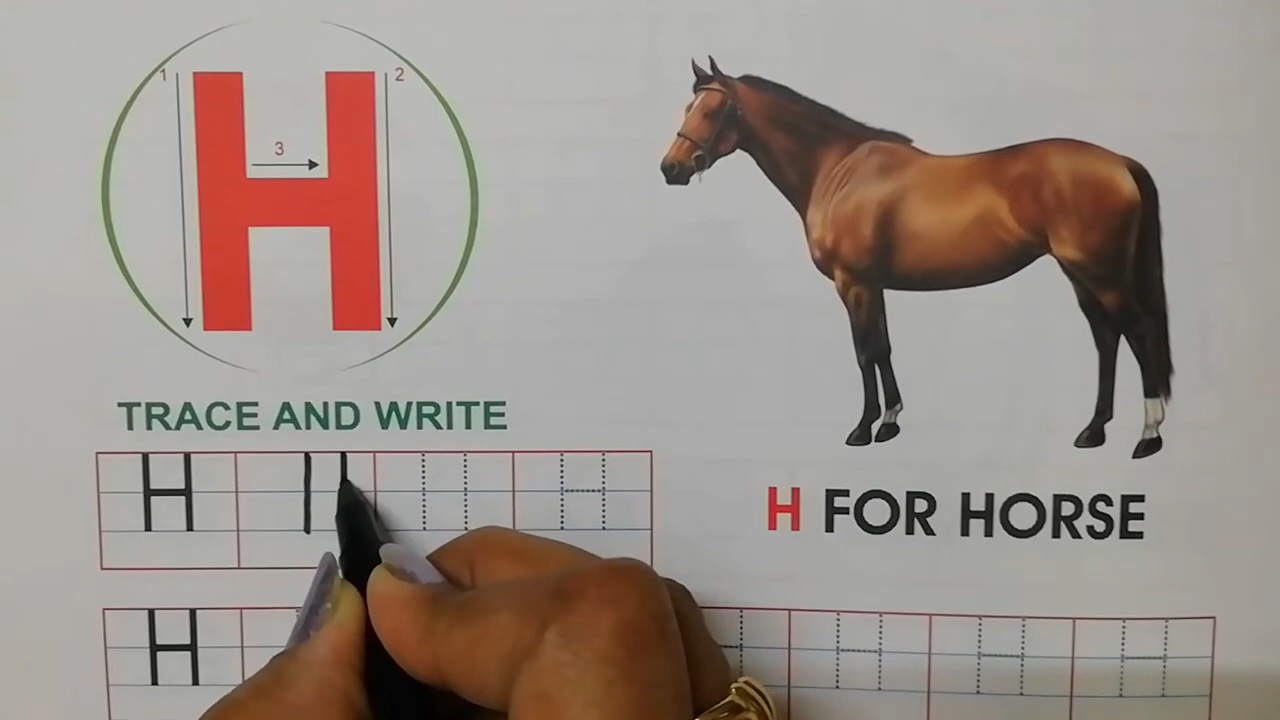 1 H 2
3
TRACE AND WRITE
H H H H
H FOR HORSE
H H H H H